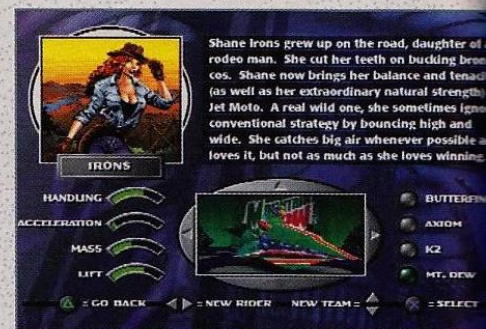 Shane Irons grew up on the road, daughter of
rodeo man. She cut her teeth on bucking bron
cos. Shane now brings her balance and tenaci
(as well as her extraordinary natural strength)
Jet Moto. A real wild one, she sometimes igno
conventional strategy by bouncing high and
wide. She catches big air whenever possible a
loves it, but not as much as she loves winning.
IRONS
HANDLING
ACCELERATION
MASS
LIFT
BUTTERFIN
AXIOM
K2
MT. DEW
= GO BACK
= NEW RIDER
NEW TEAM =
= SELECT